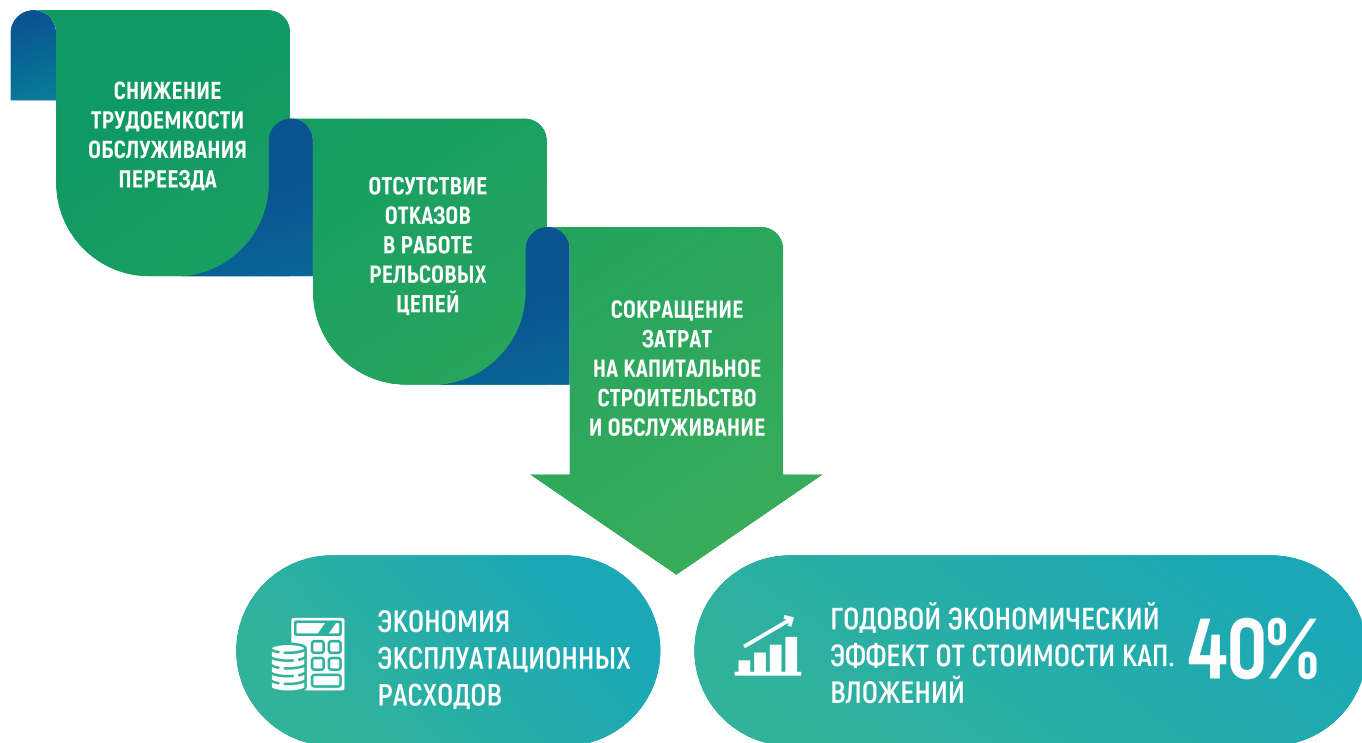 СНИЖЕНИЕ
ТРУДОЕМКОСТИ
ОБСЛУЖИВАНИЯ
ПЕРЕЕЗДА
ОТСУТСТВИЕ
ОТКАЗОВ
В РАБОТЕ
РЕЛЬСОВЫХ
ЦЕПЕЙ
СОКРАЩЕНИЕ
ЗАТРАТ
НА КАПИТАЛЬНОЕ
СТРОИТЕЛЬСТВО
И ОБСЛУЖИВАНИЕ
ЭКОНОМИЯ
ЭКСПЛУАТАЦИОННЫХ
РАСХОДОВ
ГОДОВОЙ ЭКОНОМИЧЕСКИЙ
ЭФФЕКТ ОТ СТОИМОСТИ КАП.
ВЛОЖЕНИЙ
40%